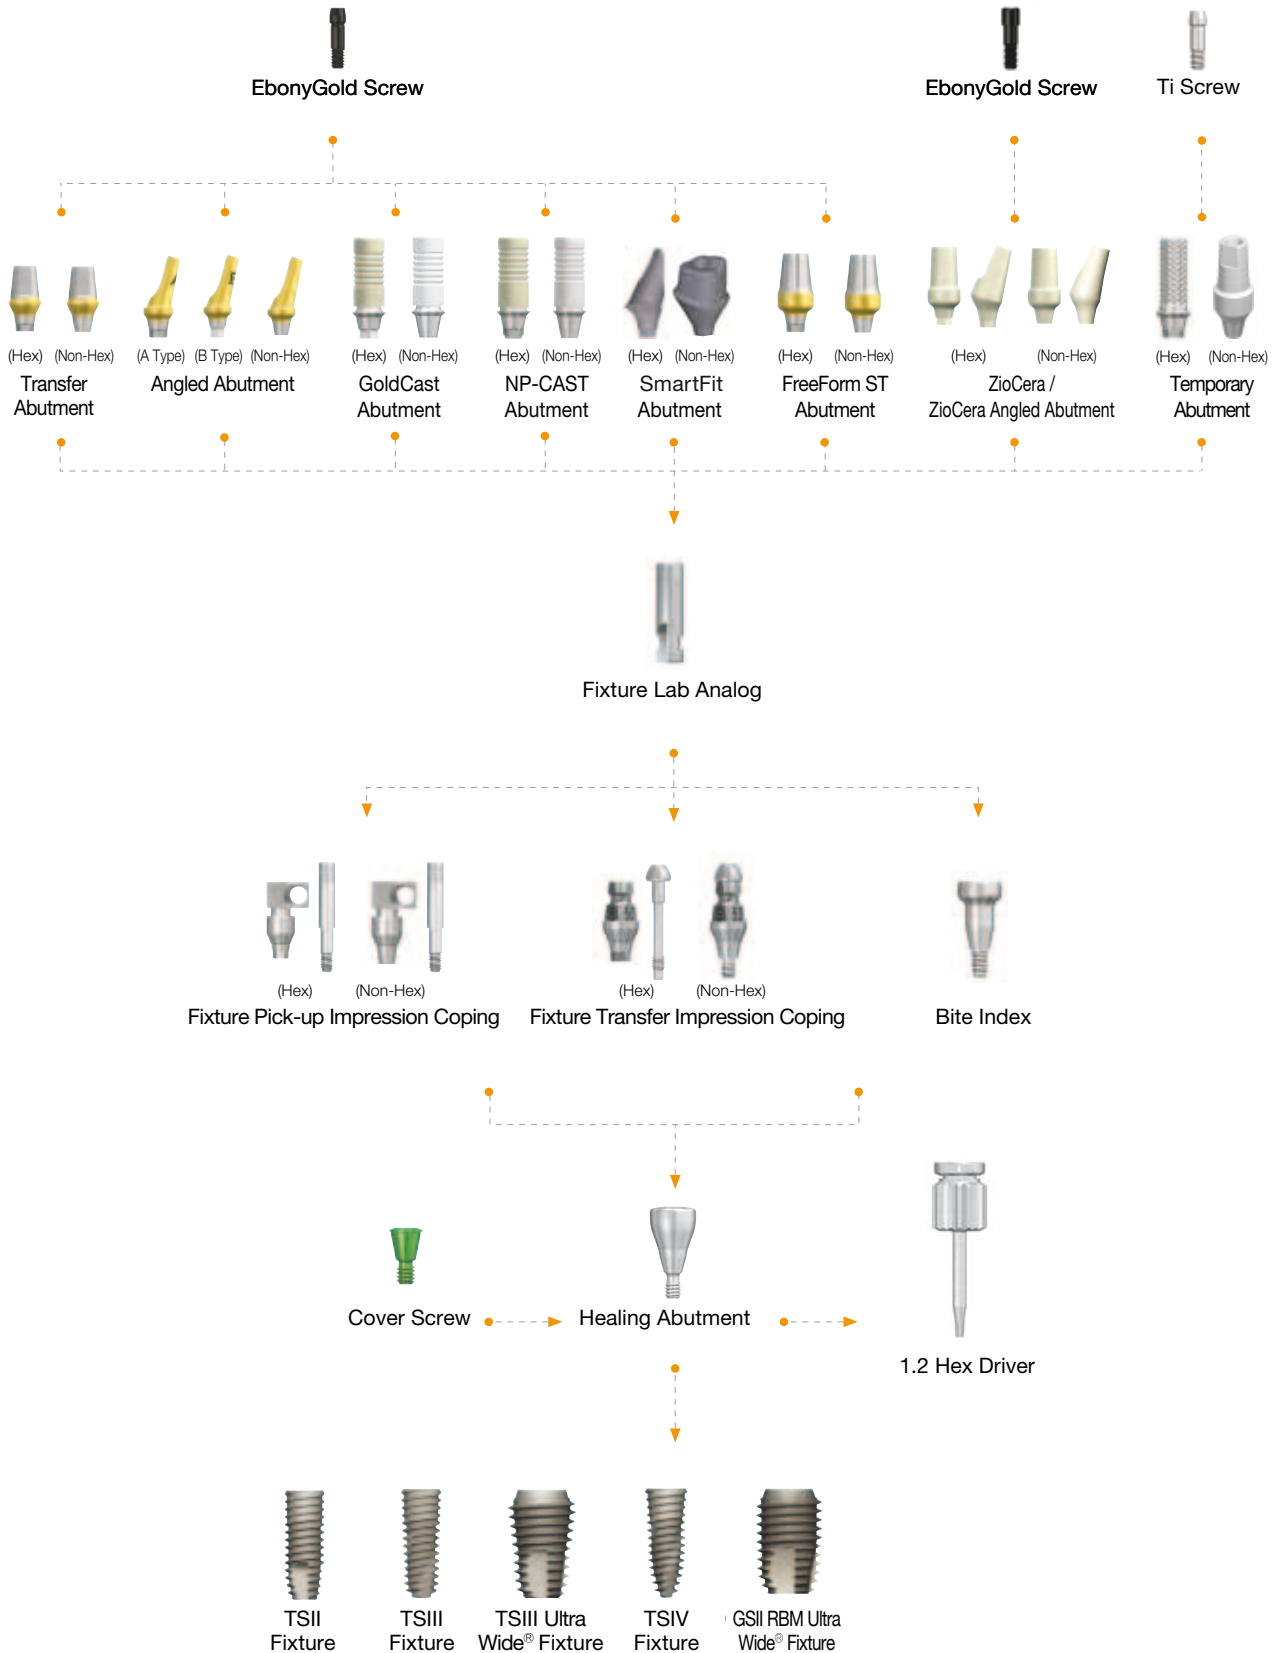 EbonyGold Screw
EbonyGold Screw
Ti Screw
(Hex) (Non-Hex)
Transfer
Abutment
(A Type) (B Type) (Non-Hex)
Angled Abutment
(Hex) (Non-Hex)
GoldCast
Abutment
(Hex) (Non-Hex)
NP-CAST
Abutment
(Hex) (Non-Hex)
SmartFit
Abutment
(Hex) (Non-Hex)
FreeForm ST
Abutment
(Hex) (Non-Hex)
ZioCera /
ZioCera Angled Abutment
(Hex) (Non-Hex)
Temporary
Abutment
Fixture Lab Analog
(Hex) (Non-Hex)
Fixture Pick-up Impression Coping
(Hex) (Non-Hex)
Fixture Transfer Impression Coping
Bite Index
Cover Screw
Healing Abutment
1.2 Hex Driver
TSII
Fixture
TSIII
Fixture
TSIII Ultra
Wide® Fixture
TSIV
Fixture
GSII RBM Ultra
Wide® Fixture